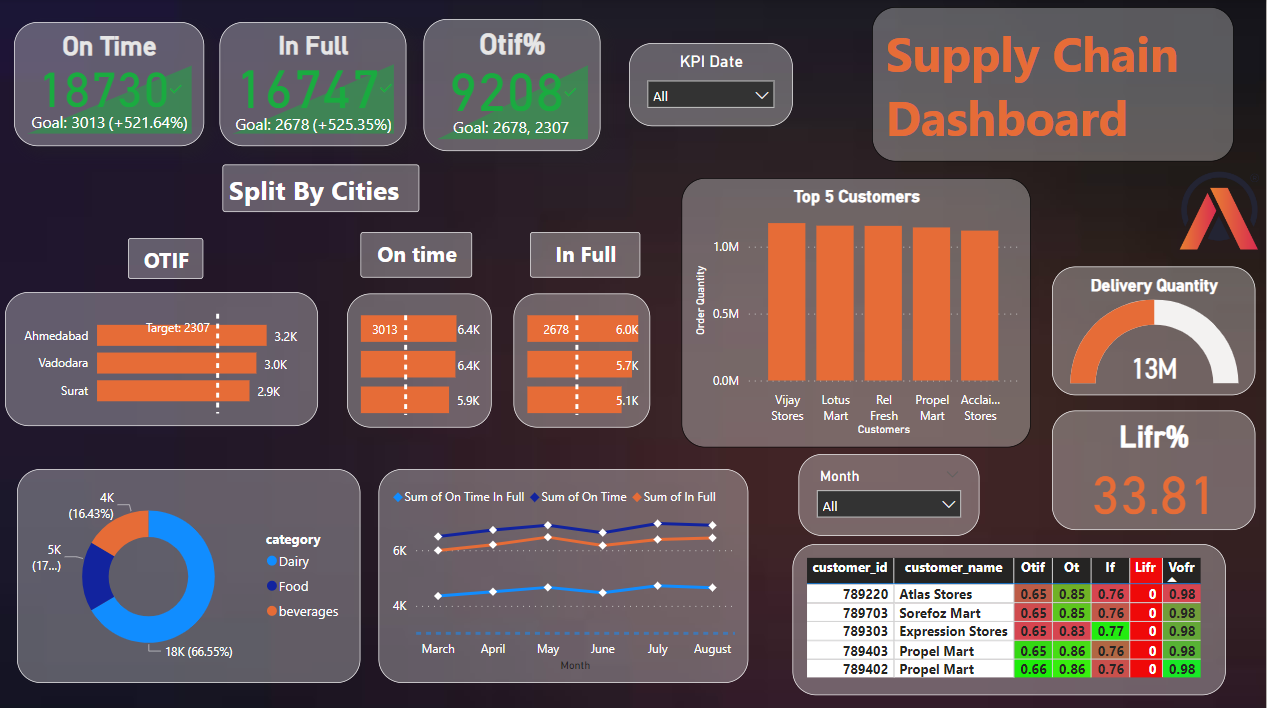 On Time
18730
Goal: 3013 (+521.64%)
In Full
16747
Goal: 2678 (+525.35%)
Otif%
9208
Goal: 2678, 2307
KPI Date
All
Supply Chain
Dashboard
Split By Cities
OTIF
On time
In Full
Target: 2307
Ahmedabad
3.2K
Vadodara
3.0K
Surat
2.9K
3013
6.4K
6.4K
5.9K
2678
6.0K
5.7K
5.1K
Top 5 Customers
Order Quantity
1.0M
0.5M
0.0M
Vijay Stores
Lotus Mart
Rel Fresh
Propel Mart
Acclai... Stores
Customers
Delivery Quantity
13M
Lifr%
33.81
4K
(16.43%)
5K
(17...)
18K (66.55%)
category
Dairy
Food
beverages
Sum of On Time In Full Sum of On Time Sum of In Full
6K
4K
March April May June July August
Month
Month
All
customer_id customer_name Otif Ot If Lifr Vofr
789220 Atlas Stores 0.65 0.85 0.76 0 0.98
789703 Sorefoz Mart 0.65 0.85 0.76 0 0.98
789303 Expression Stores 0.65 0.83 0.77 0 0.98
789403 Propel Mart 0.65 0.86 0.76 0 0.98
789402 Propel Mart 0.66 0.86 0.76 0 0.98